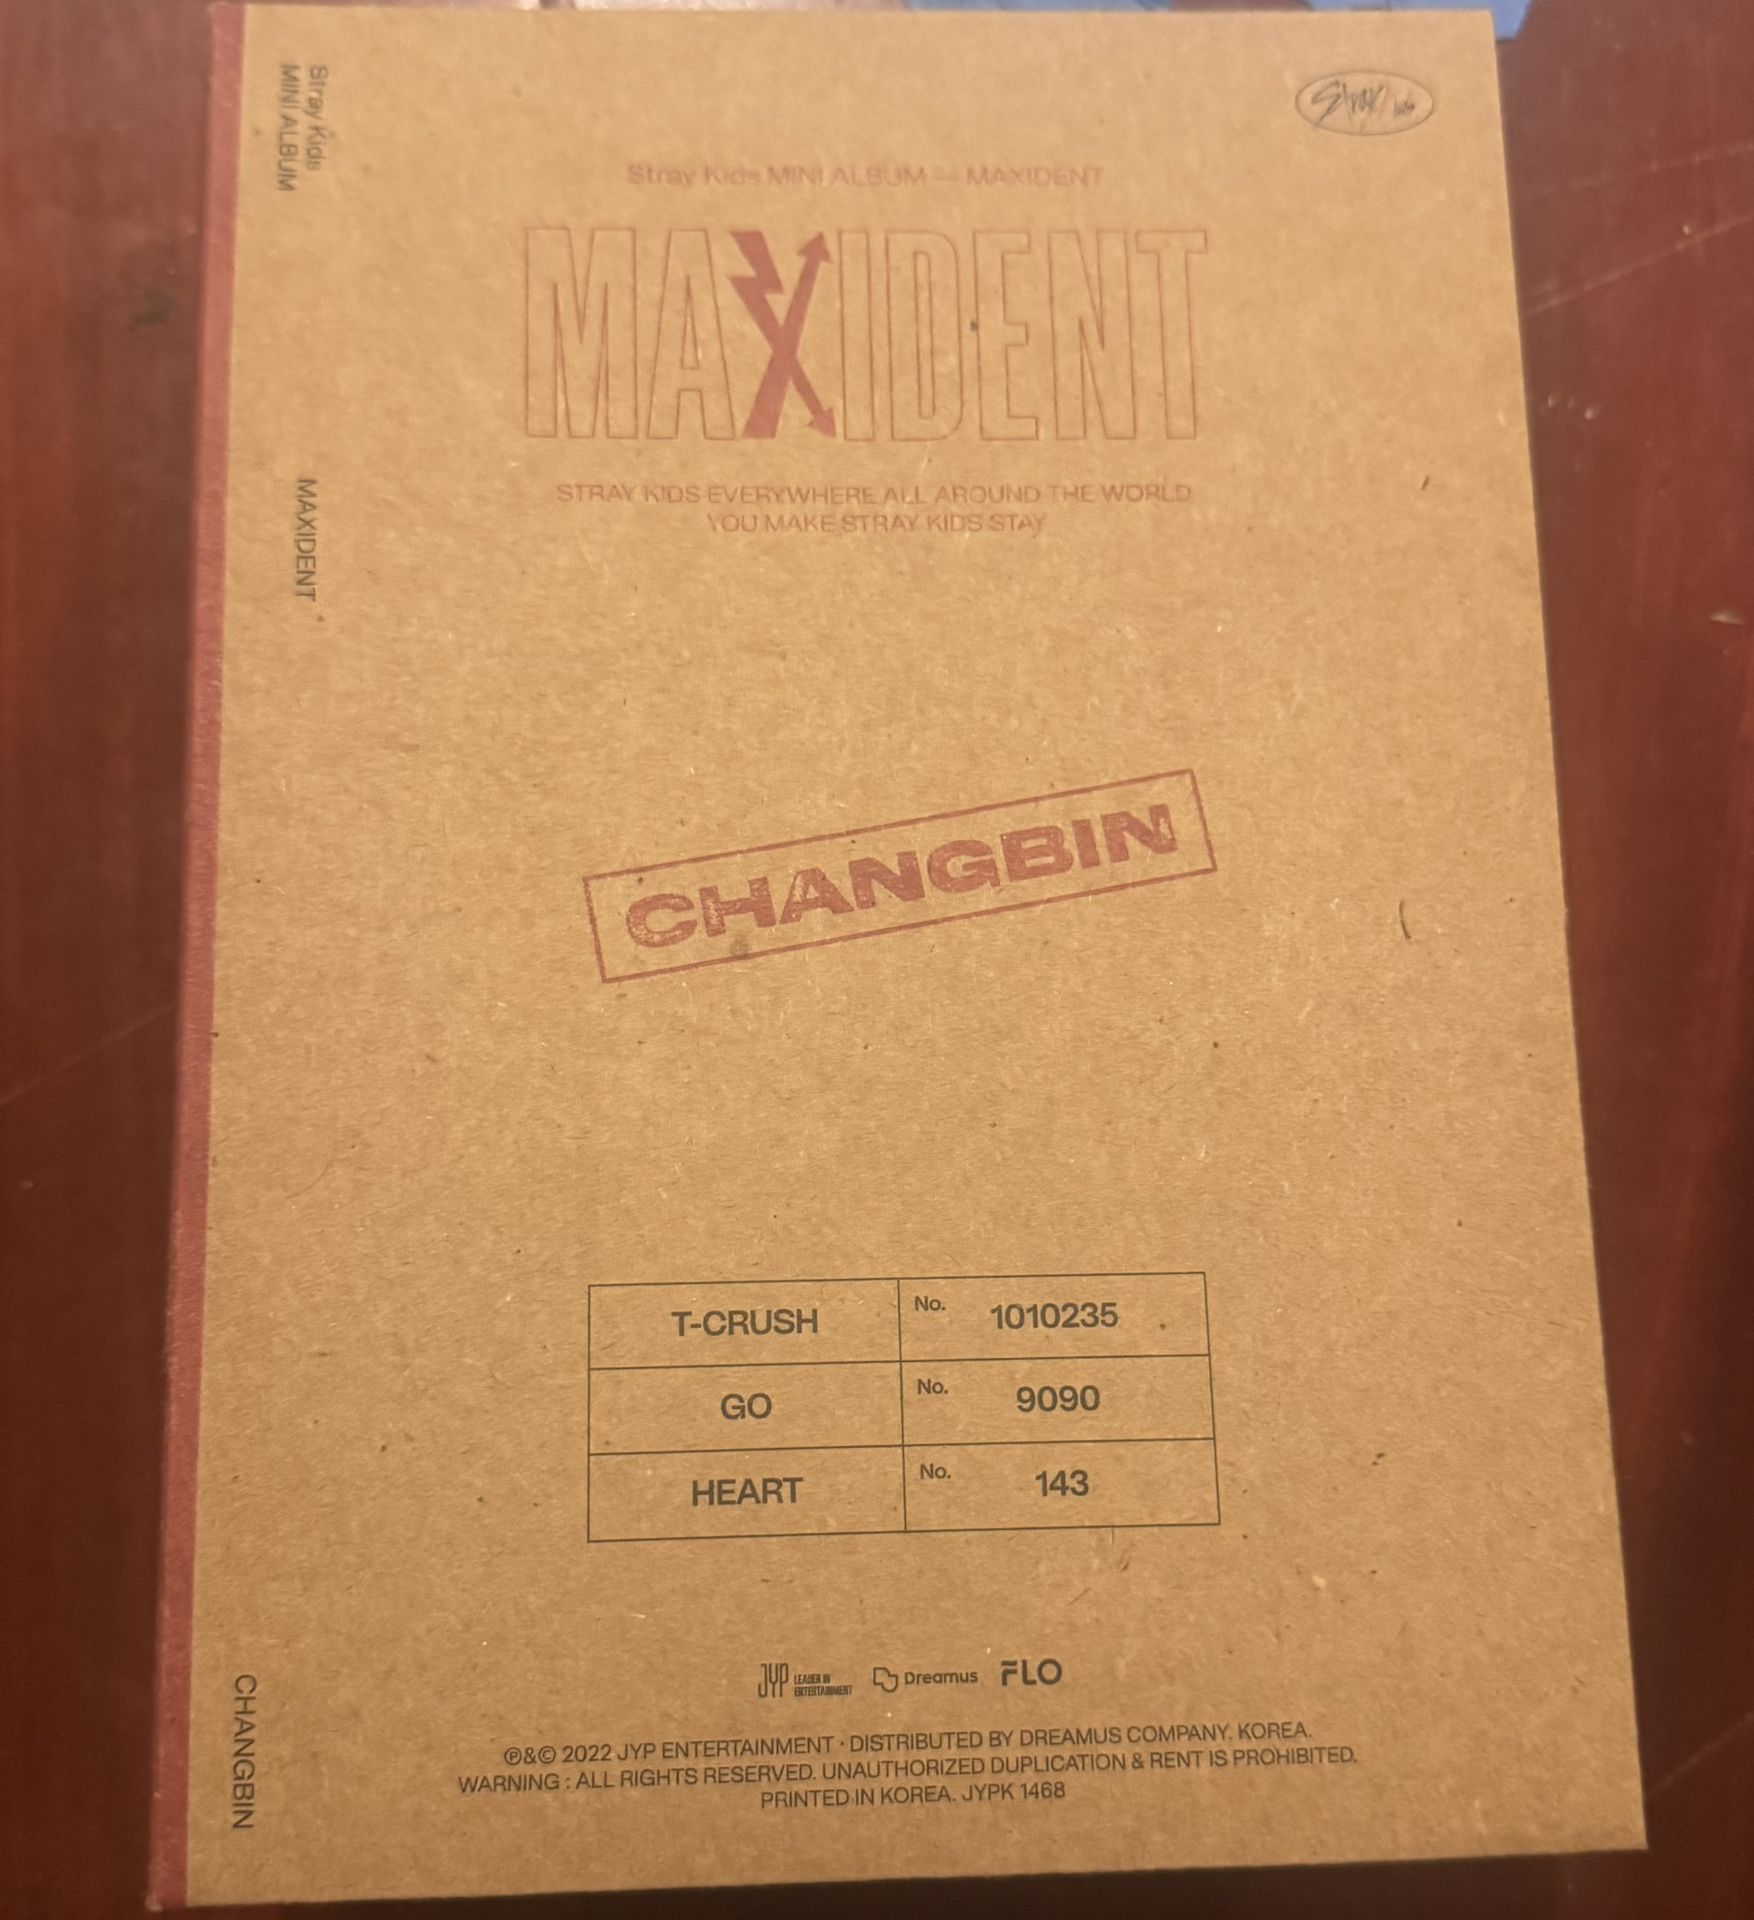 Stray Kids
MINI ALBUM
MAXIDENT
CHANGBIN
Stray Kids
Stray Kids MINI ALBUM — MAXIDENT
MAXIDENT
STRAY KIDS EVERYWHERE ALL AROUND THE WORLD
YOU MAKE STRAY KIDS STAY
CHANGBIN
T-CRUSH No. 1010235
GO No. 9090
HEART No. 143
JYP LEADER IN ENTERTAINMENT Dreamus FLO
℗&© 2022 JYP ENTERTAINMENT · DISTRIBUTED BY DREAMUS COMPANY. KOREA.
WARNING : ALL RIGHTS RESERVED. UNAUTHORIZED DUPLICATION & RENT IS PROHIBITED.
PRINTED IN KOREA. JYPK 1468